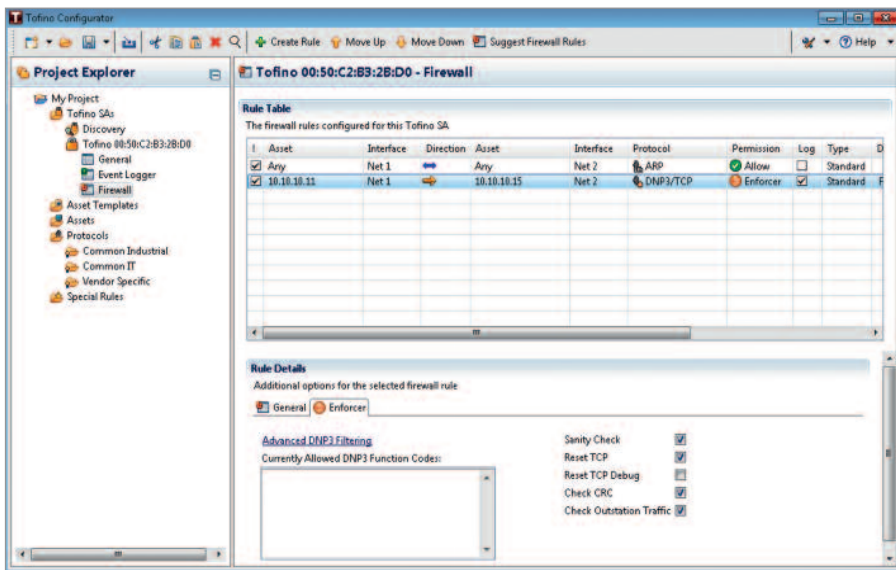 Tofino Configurator
Create Rule Move Up Move Down Suggest Firewall Rules Help
Project Explorer
My Project
Tofino SAs
Discovery
Tofino 00:50:C2:B3:2B:D0
General
Event Logger
Firewall
Asset Templates
Assets
Protocols
Common Industrial
Common IT
Vendor Specific
Special Rules
Tofino 00:50:C2:B3:2B:D0 - Firewall
Rule Table
The firewall rules configured for this Tofino SA
! Asset Interface Direction Asset Interface Protocol Permission Log Type D
Any Net 1 Any Net 2 ARP Allow Standard
10.10.10.11 Net 1 10.10.10.15 Net 2 DNP3/TCP Enforcer Standard F
Rule Details
Additional options for the selected firewall rule
General Enforcer
Advanced DNP3 Filtering
Currently Allowed DNP3 Function Codes:
Sanity Check
Reset TCP
Reset TCP Debug
Check CRC
Check Outstation Traffic